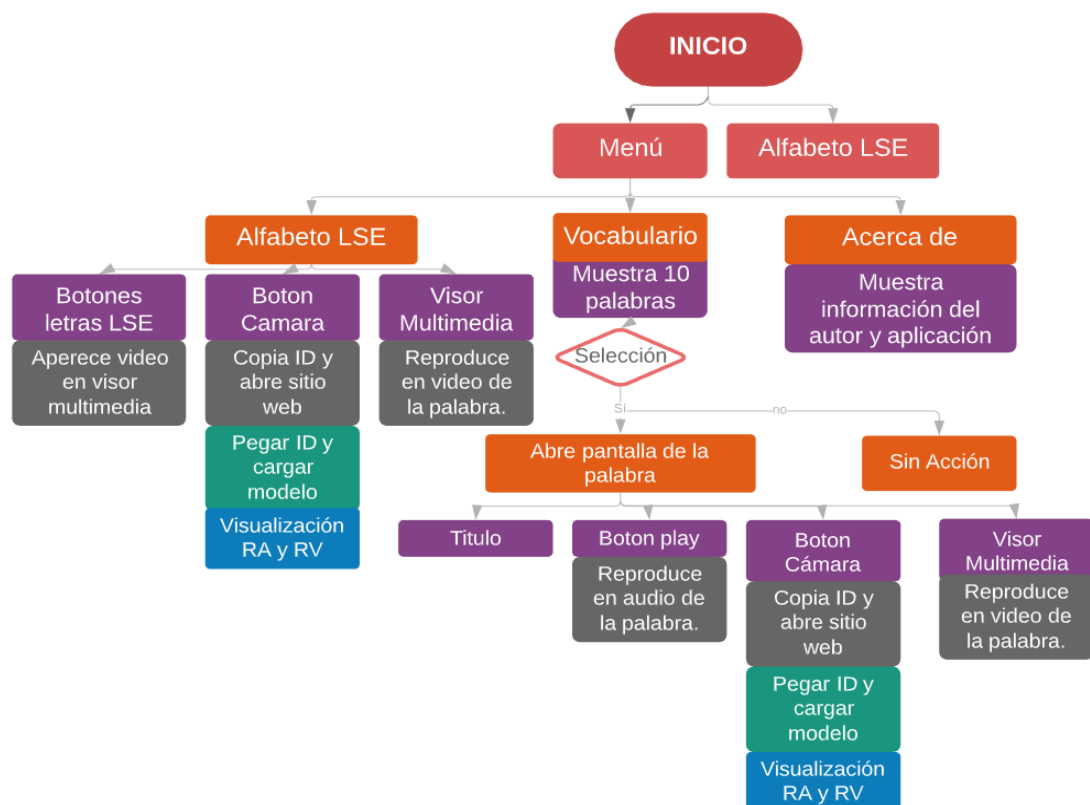 INICIO
Menú
Alfabeto LSE
Alfabeto LSE
Vocabulario
Acerca de
Muestra 10
palabras
Muestra
información del
autor y aplicación
Botones
letras LSE
Aperece video
en visor
multimedia
Boton
Camara
Copia ID y
abre sitio
web
Pegar ID y
cargar
modelo
Visualización
RA y RV
Visor
Multimedia
Reproduce
en video de
la palabra.
Selección
Sí
no
Abre pantalla de la
palabra
Sin Acción
Titulo
Boton play
Reproduce
en audio de
la palabra.
Boton
Cámara
Copia ID y
abre sitio
web
Pegar ID y
cargar
modelo
Visualización
RA y RV
Visor
Multimedia
Reproduce
en video de
la palabra.